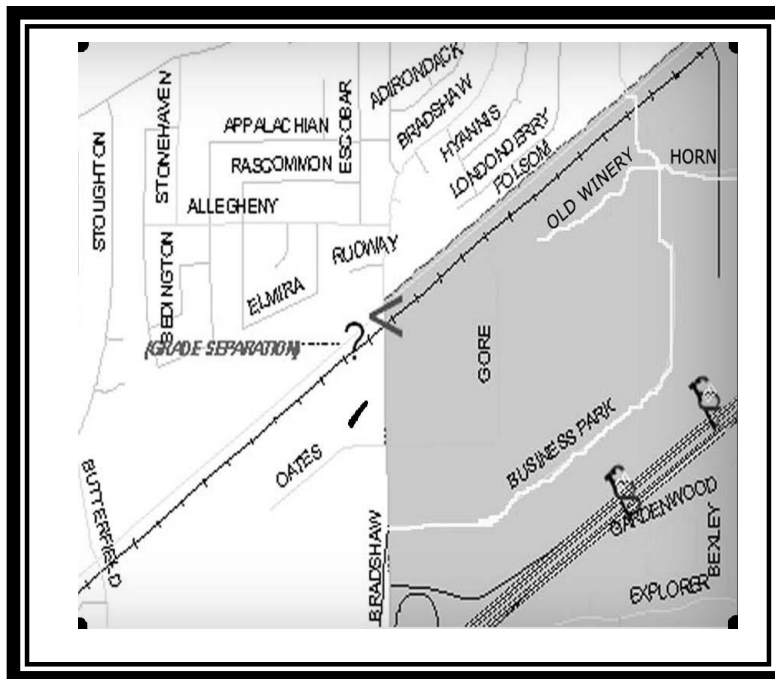 ADIRONDACK
STONEHAVEN
ESCOBAR
BRADSHAW
APPALACHIAN
HYANNIS
STOUGHTON
RASCOMMON
LONDONDERRY
FOLSOM
HORN
OLD WINERY
ALLEGHENY
RUDWAY
BEDINGTON
ELMIRA
?
(GRADE SEPARATION)
GORE
OATES
BUSINESS PARK
BUTTERFIELD
GARDENWOOD
BRADSHAW
BEXLEY
EXPLORER